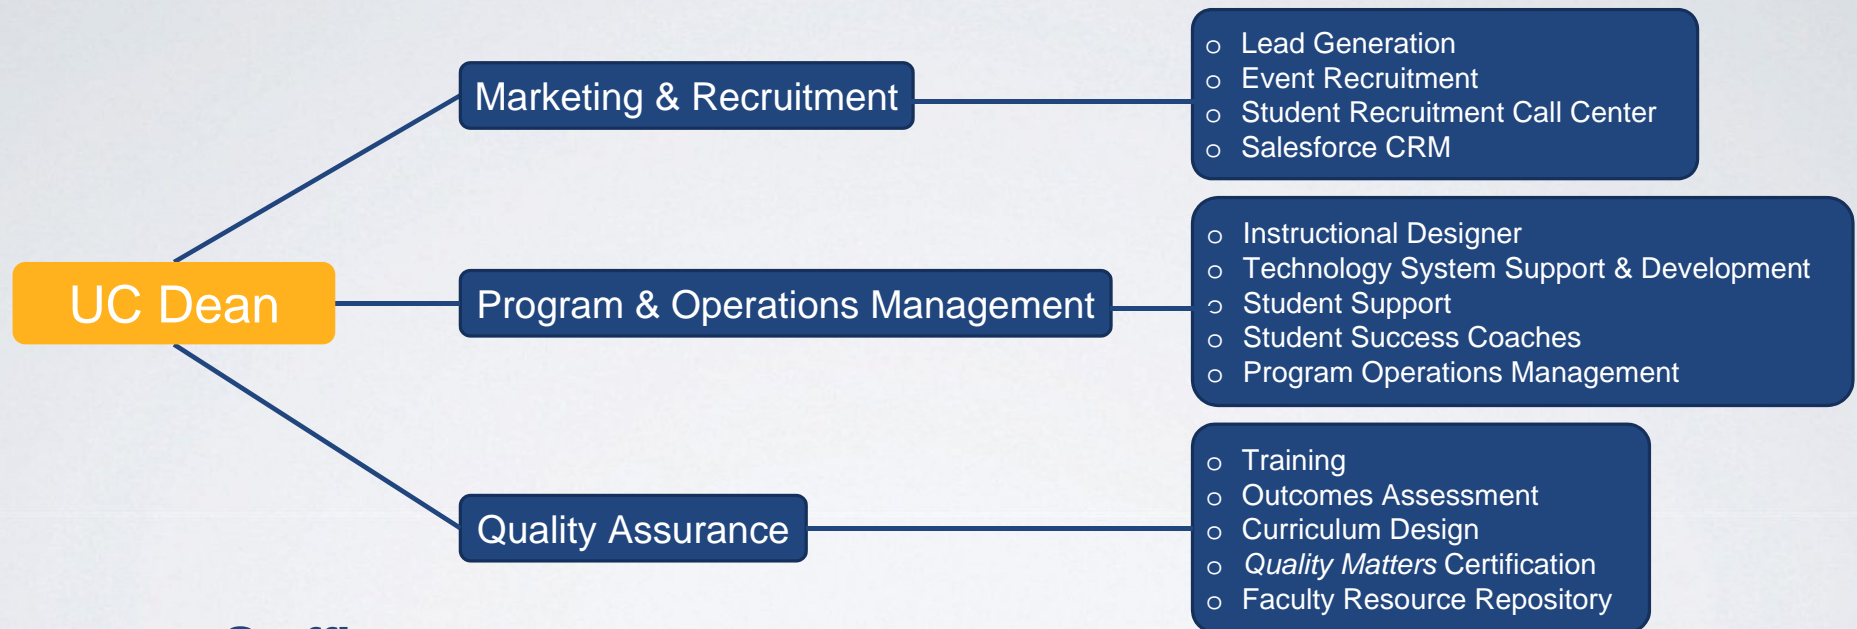 UC Dean
Marketing & Recruitment
o Lead Generation
o Event Recruitment
o Student Recruitment Call Center
o Salesforce CRM
Program & Operations Management
o Instructional Designer
o Technology System Support & Development
o Student Support
o Student Success Coaches
o Program Operations Management
Quality Assurance
o Training
o Outcomes Assessment
o Curriculum Design
o Quality Matters Certification
o Faculty Resource Repository